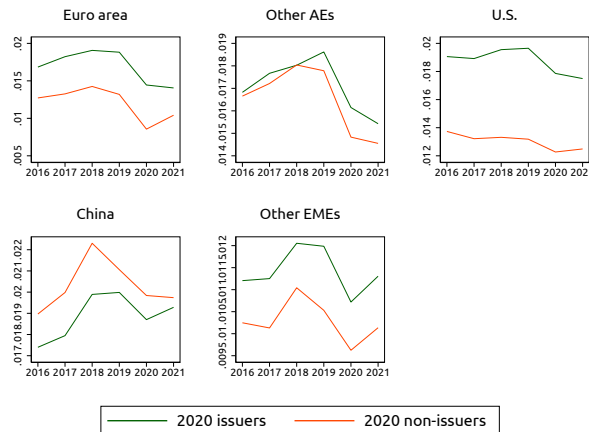 Euro area
.005 .01 .015 .02
2016 2017 2018 2019 2020 2021
Other AEs
.014 .015 .016 .017 .018 .019
2016 2017 2018 2019 2020 2021
U.S.
.012 .014 .016 .018 .02
2016 2017 2018 2019 2020 202
China
.017 .018 .019 .02 .021 .022
2016 2017 2018 2019 2020 2021
Other EMEs
.0095 .01 .0105 .011 .0115 .012
2016 2017 2018 2019 2020 2021
2020 issuers 2020 non-issuers